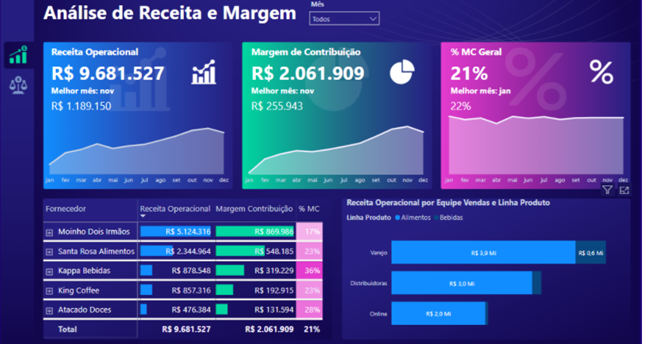 Análise de Receita e Margem
Mês
Todos
Receita Operacional
R$ 9.681.527
Melhor mês: nov
R$ 1.189.150
jan fev mar abr mai jun jul ago set out nov dez
Margem de Contribuição
R$ 2.061.909
Melhor mês: nov
R$ 255.943
jan fev mar abr mai jun jul ago set out nov dez
% MC Geral
21%
Melhor mês: jan
22%
%
jan fev mar abr mai jun jul ago set out nov dez
Fornecedor Receita Operacional Margem Contribuição % MC
Moinho Dois Irmãos R$ 5.124.316 R$ 869.986 17%
Santa Rosa Alimentos R$ 2.344.964 R$ 548.185 23%
Kappa Bebidas R$ 878.548 R$ 319.229 36%
King Coffee R$ 857.316 R$ 192.915 23%
Atacado Doces R$ 476.384 R$ 131.594 28%
Total R$ 9.681.527 R$ 2.061.909 21%
Receita Operacional por Equipe Vendas e Linha Produto
Linha Produto Alimentos Bebidas
Varejo R$ 3,9 Mi R$ 0,6 Mi
Distribuidoras R$ 3,0 Mi
Online R$ 2,0 Mi